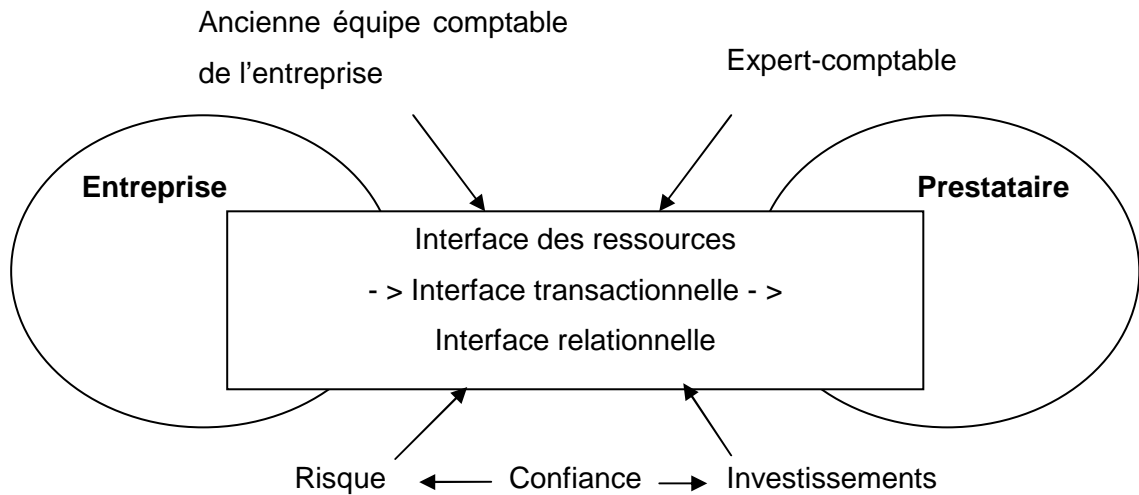 Ancienne équipe comptable
de l'entreprise
Expert-comptable
Entreprise
Prestataire
Interface des ressources
- > Interface transactionnelle - >
Interface relationnelle
Risque
Confiance
Investissements